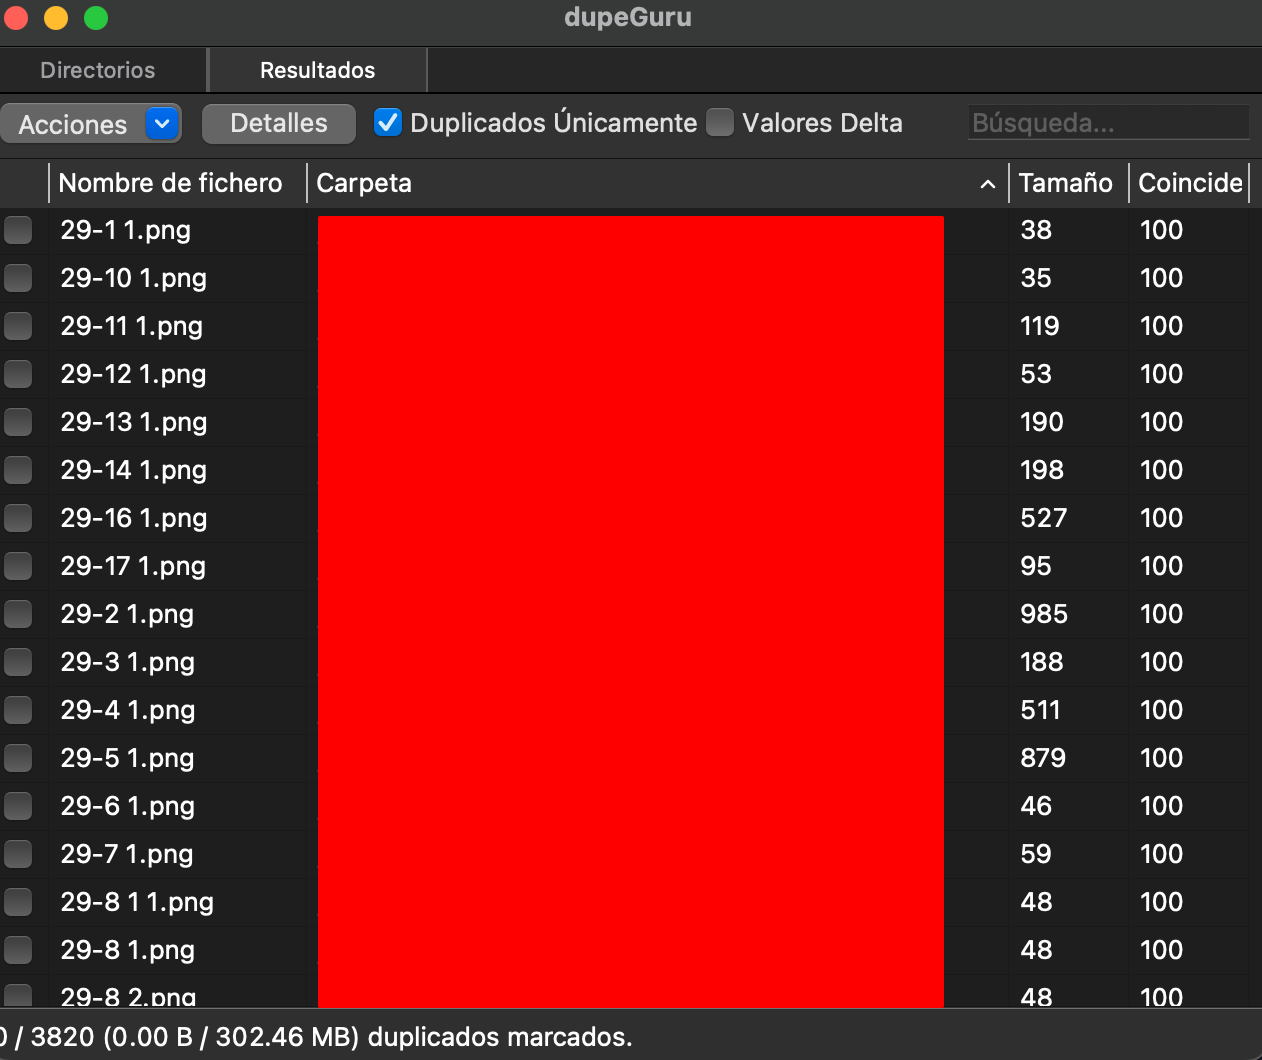 dupeGuru
Directorios Resultados
Acciones Detalles Duplicados Únicamente Valores Delta Búsqueda...
Nombre de fichero Carpeta Tamaño Coincide
29-1 1.png 38 100
29-10 1.png 35 100
29-11 1.png 119 100
29-12 1.png 53 100
29-13 1.png 190 100
29-14 1.png 198 100
29-16 1.png 527 100
29-17 1.png 95 100
29-2 1.png 985 100
29-3 1.png 188 100
29-4 1.png 511 100
29-5 1.png 879 100
29-6 1.png 46 100
29-7 1.png 59 100
29-8 1 1.png 48 100
29-8 1.png 48 100
29-8 2.png 48 100
0 / 3820 (0.00 B / 302.46 MB) duplicados marcados.